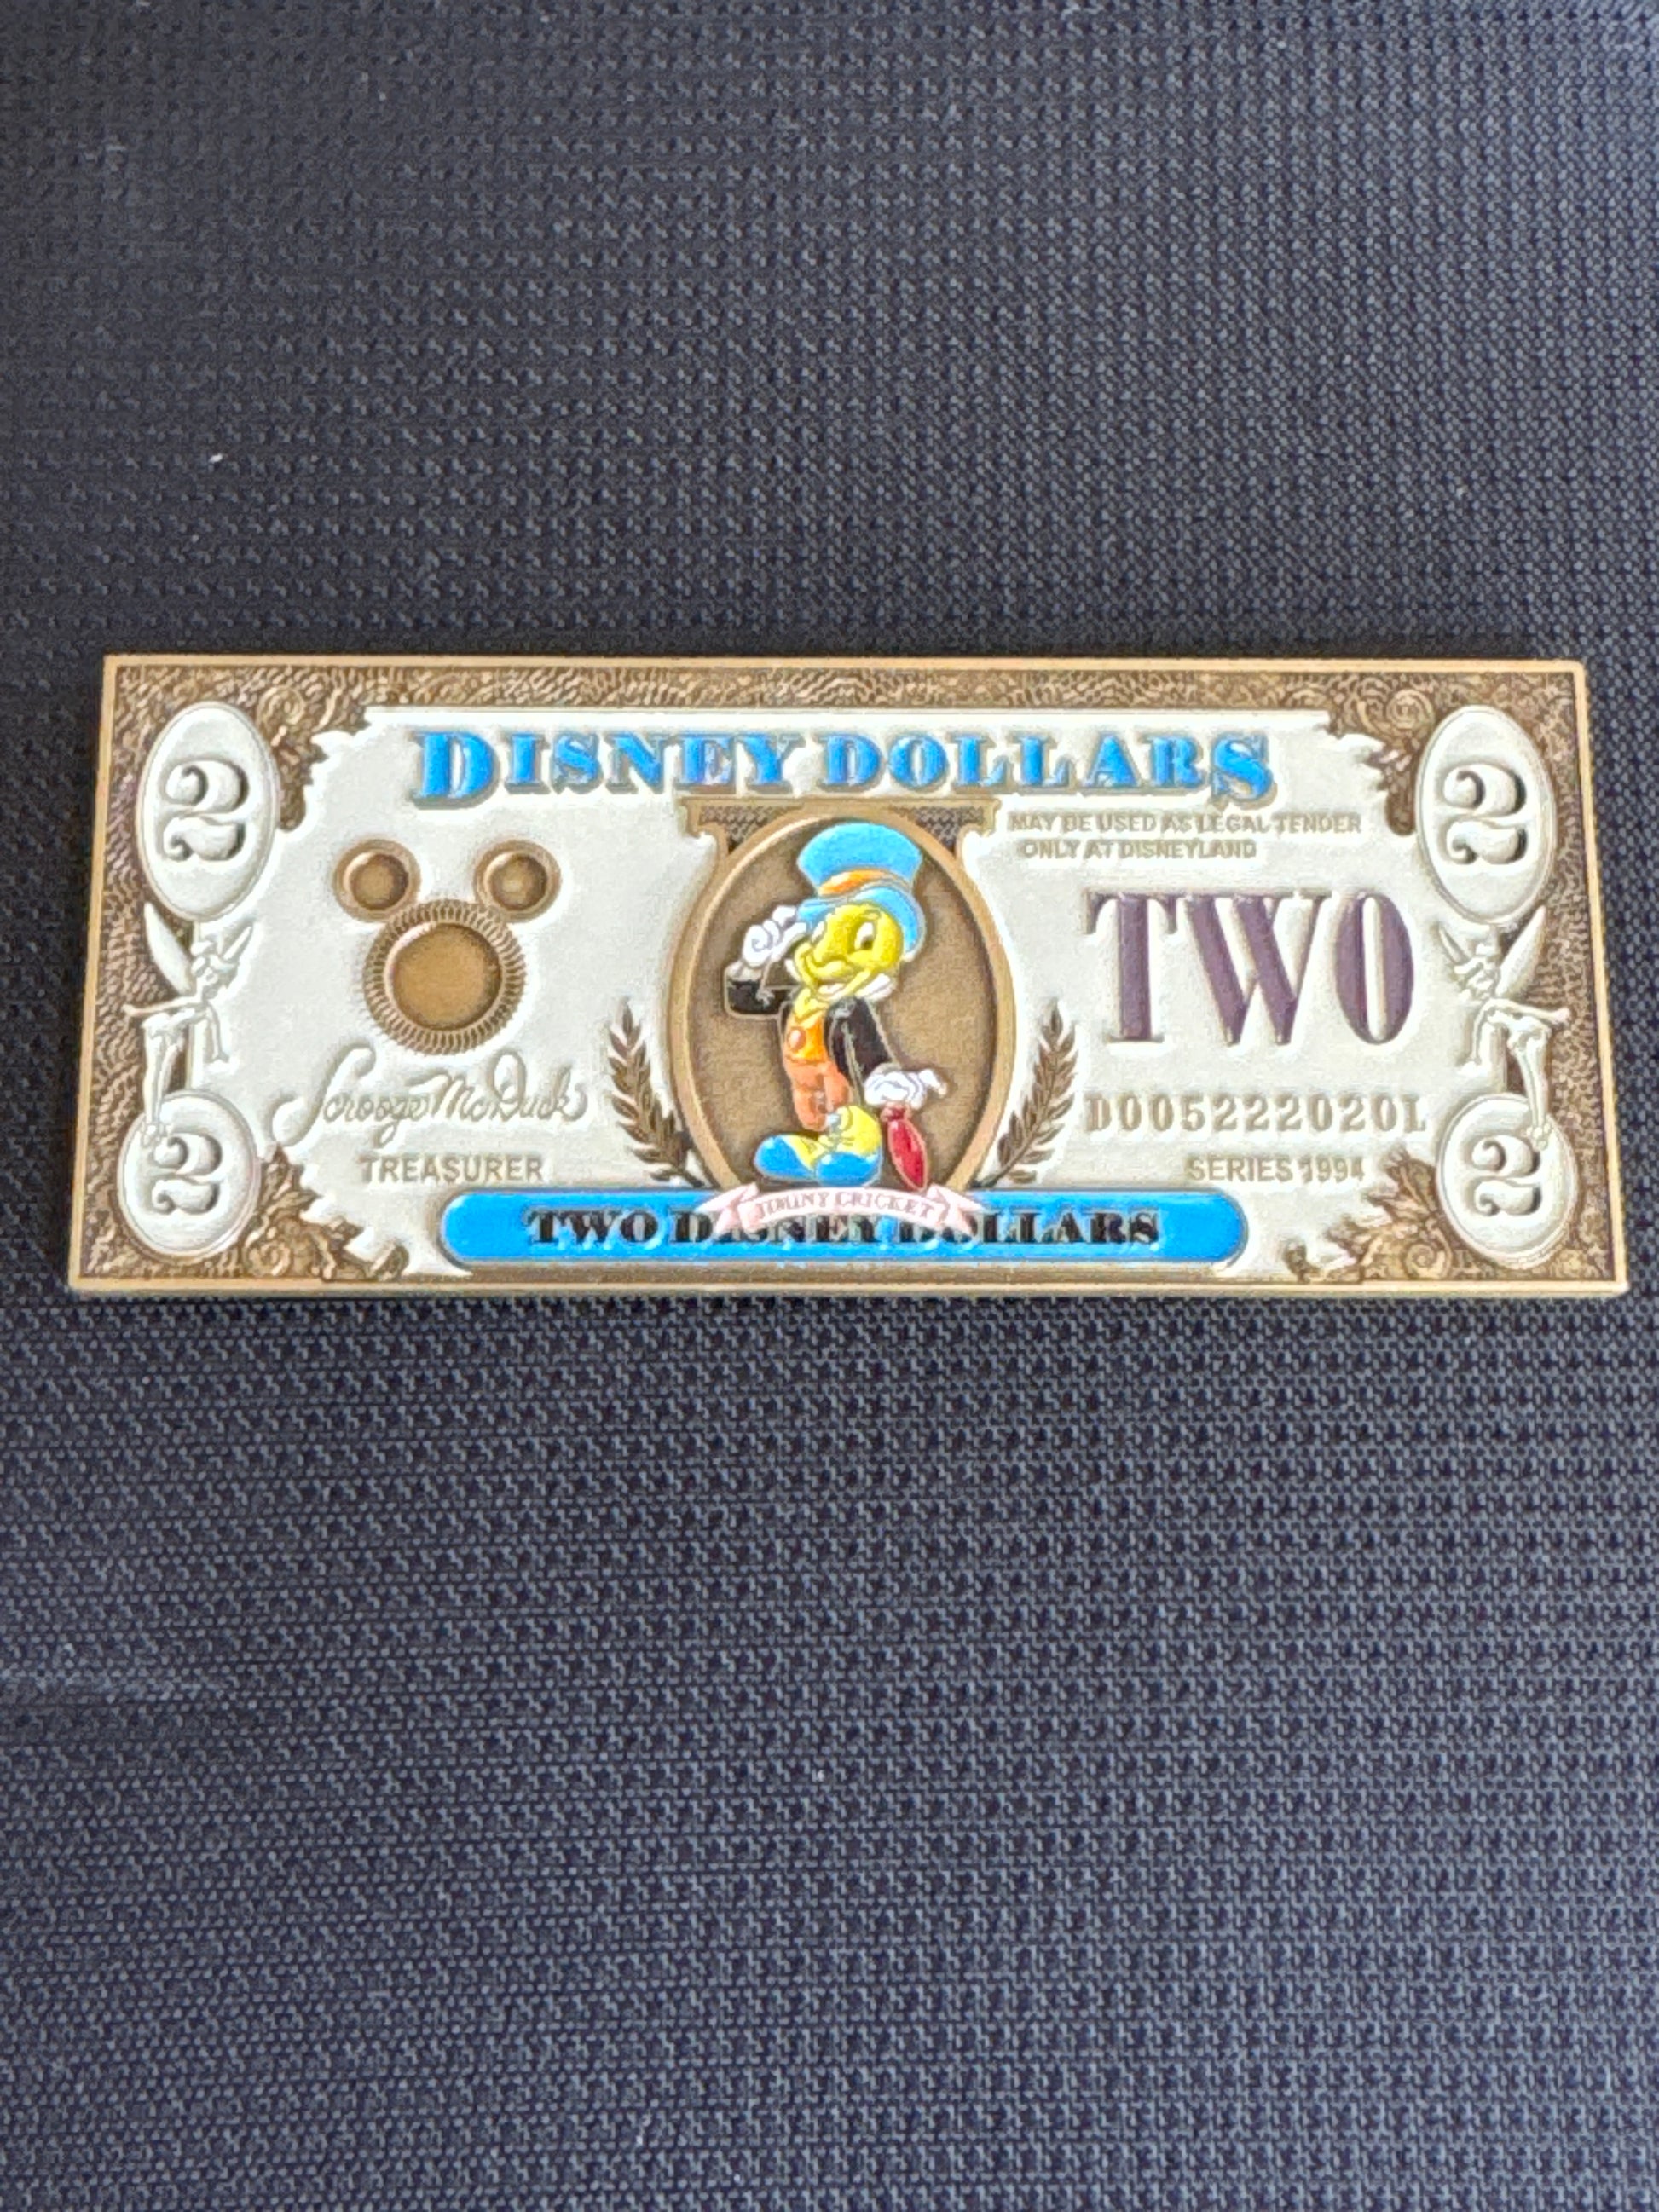 DISNEY DOLLARS
2
2
MAY BE USED AS LEGAL TENDER
ONLY AT DISNEYLAND
TWO
Scrooge McDuck
D005222020L
TREASURER
SERIES 1994
2
2
JIMINY CRICKET
TWO DISNEY DOLLARS